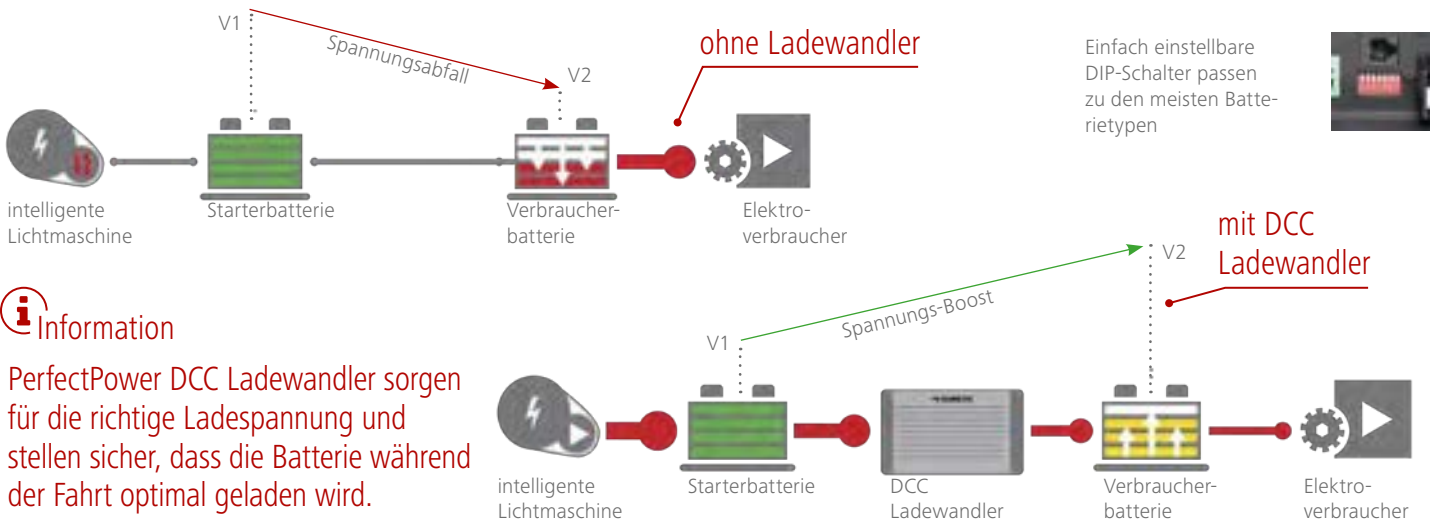 V1
Spannungsabfall
V2
ohne Ladewandler
Einfach einstellbare
DIP-Schalter passen
zu den meisten Batte-
rietypen
intelligente
Lichtmaschine
Starterbatterie
Verbraucher-
batterie
Elektro-
verbraucher
mit DCC
Ladewandler
V2
Spannungs-Boost
V1
i Information
PerfectPower DCC Ladewandler sorgen
für die richtige Ladespannung und
stellen sicher, dass die Batterie während
der Fahrt optimal geladen wird.
intelligente
Lichtmaschine
Starterbatterie
DCC
Ladewandler
Verbraucher-
batterie
Elektro-
verbraucher